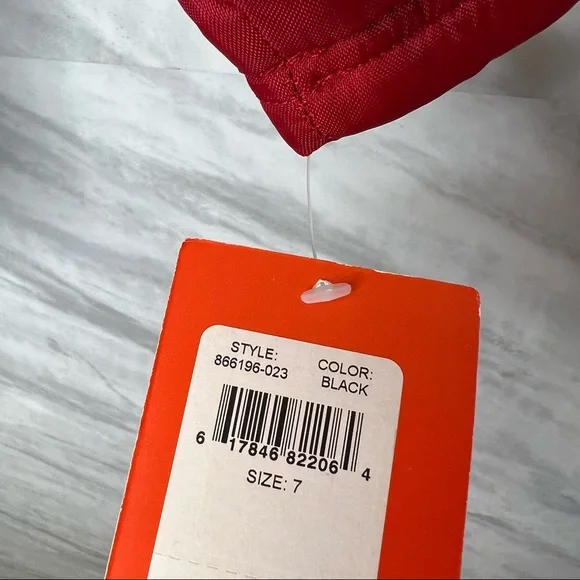 STYLE: COLOR:
866196-023 BLACK
6 17846 82206 4
SIZE: 7